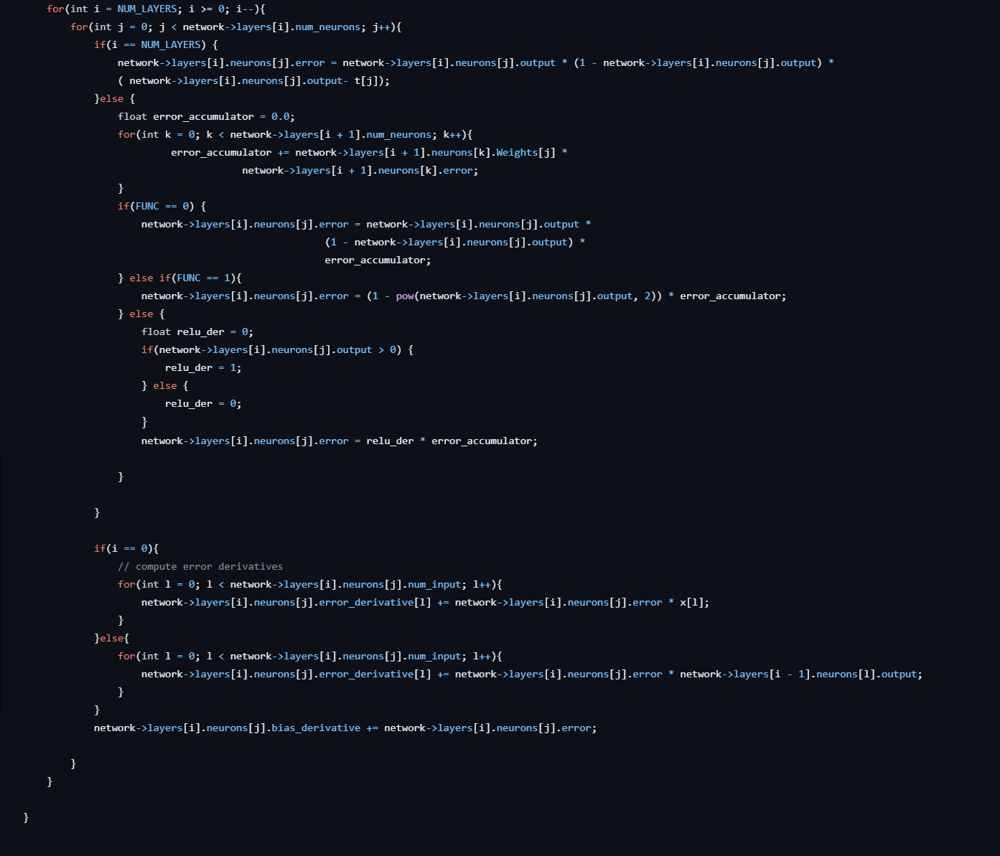 for(int i = NUM_LAYERS; i >= 0; i--){
for(int j = 0; j < network->layers[i].num_neurons; j++){
if(i == NUM_LAYERS) {
network->layers[i].neurons[j].error = network->layers[i].neurons[j].output * (1 - network->layers[i].neurons[j].output) *
( network->layers[i].neurons[j].output- t[j]);
}else {
float error_accumulator = 0.0;
for(int k = 0; k < network->layers[i + 1].num_neurons; k++){
error_accumulator += network->layers[i + 1].neurons[k].Weights[j] *
network->layers[i + 1].neurons[k].error;
}
if(FUNC == 0) {
network->layers[i].neurons[j].error = network->layers[i].neurons[j].output *
(1 - network->layers[i].neurons[j].output) *
error_accumulator;
} else if(FUNC == 1){
network->layers[i].neurons[j].error = (1 - pow(network->layers[i].neurons[j].output, 2)) * error_accumulator;
} else {
float relu_der = 0;
if(network->layers[i].neurons[j].output > 0) {
relu_der = 1;
} else {
relu_der = 0;
}
network->layers[i].neurons[j].error = relu_der * error_accumulator;
}
}
if(i == 0){
// compute error derivatives
for(int l = 0; l < network->layers[i].neurons[j].num_input; l++){
network->layers[i].neurons[j].error_derivative[l] += network->layers[i].neurons[j].error * x[l];
}
}else{
for(int l = 0; l < network->layers[i].neurons[j].num_input; l++){
network->layers[i].neurons[j].error_derivative[l] += network->layers[i].neurons[j].error * network->layers[i - 1].neurons[l].output;
}
}
network->layers[i].neurons[j].bias_derivative += network->layers[i].neurons[j].error;
}
}
}